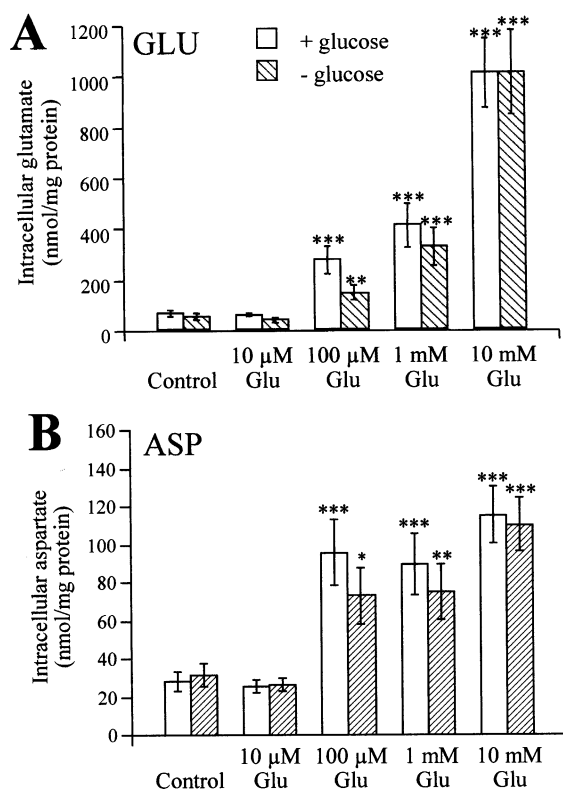 A
GLU
+ glucose
- glucose
Intracellular glutamate
(nmol/mg protein)
1200
1000
800
600
400
200
0
***
**
***
***
***
***
Control
10 µM
Glu
100 µM
Glu
1 mM
Glu
10 mM
Glu
B
ASP
Intracellular aspartate
(nmol/mg protein)
160
140
120
100
80
60
40
20
0
***
*
***
**
***
***
Control
10 µM
Glu
100 µM
Glu
1 mM
Glu
10 mM
Glu